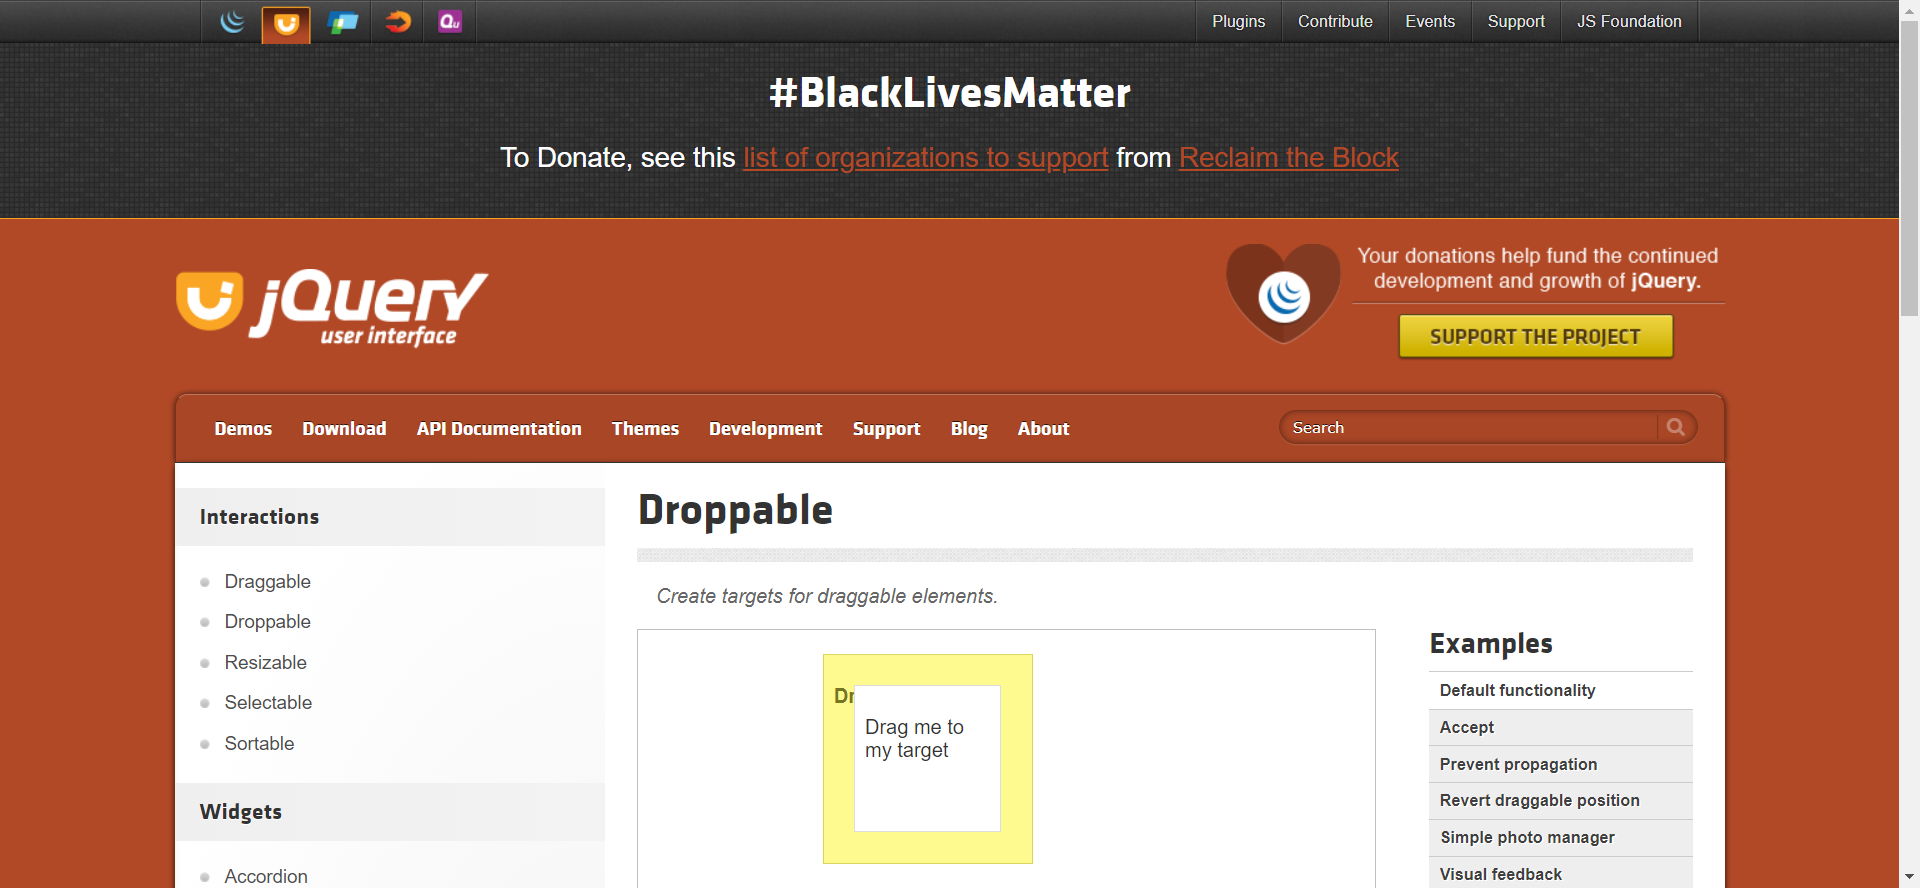 Plugins
Contribute
Events
Support
JS Foundation
#BlackLivesMatter
To Donate, see this list of organizations to support from Reclaim the Block
jQuery
user interface
Your donations help fund the continued
development and growth of jQuery.
SUPPORT THE PROJECT
Demos
Download
API Documentation
Themes
Development
Support
Blog
About
Search
Interactions
Draggable
Droppable
Resizable
Selectable
Sortable
Widgets
Accordion
Droppable
Create targets for draggable elements.
Dr
Drag me to
my target
Examples
Default functionality
Accept
Prevent propagation
Revert draggable position
Simple photo manager
Visual feedback
Qu